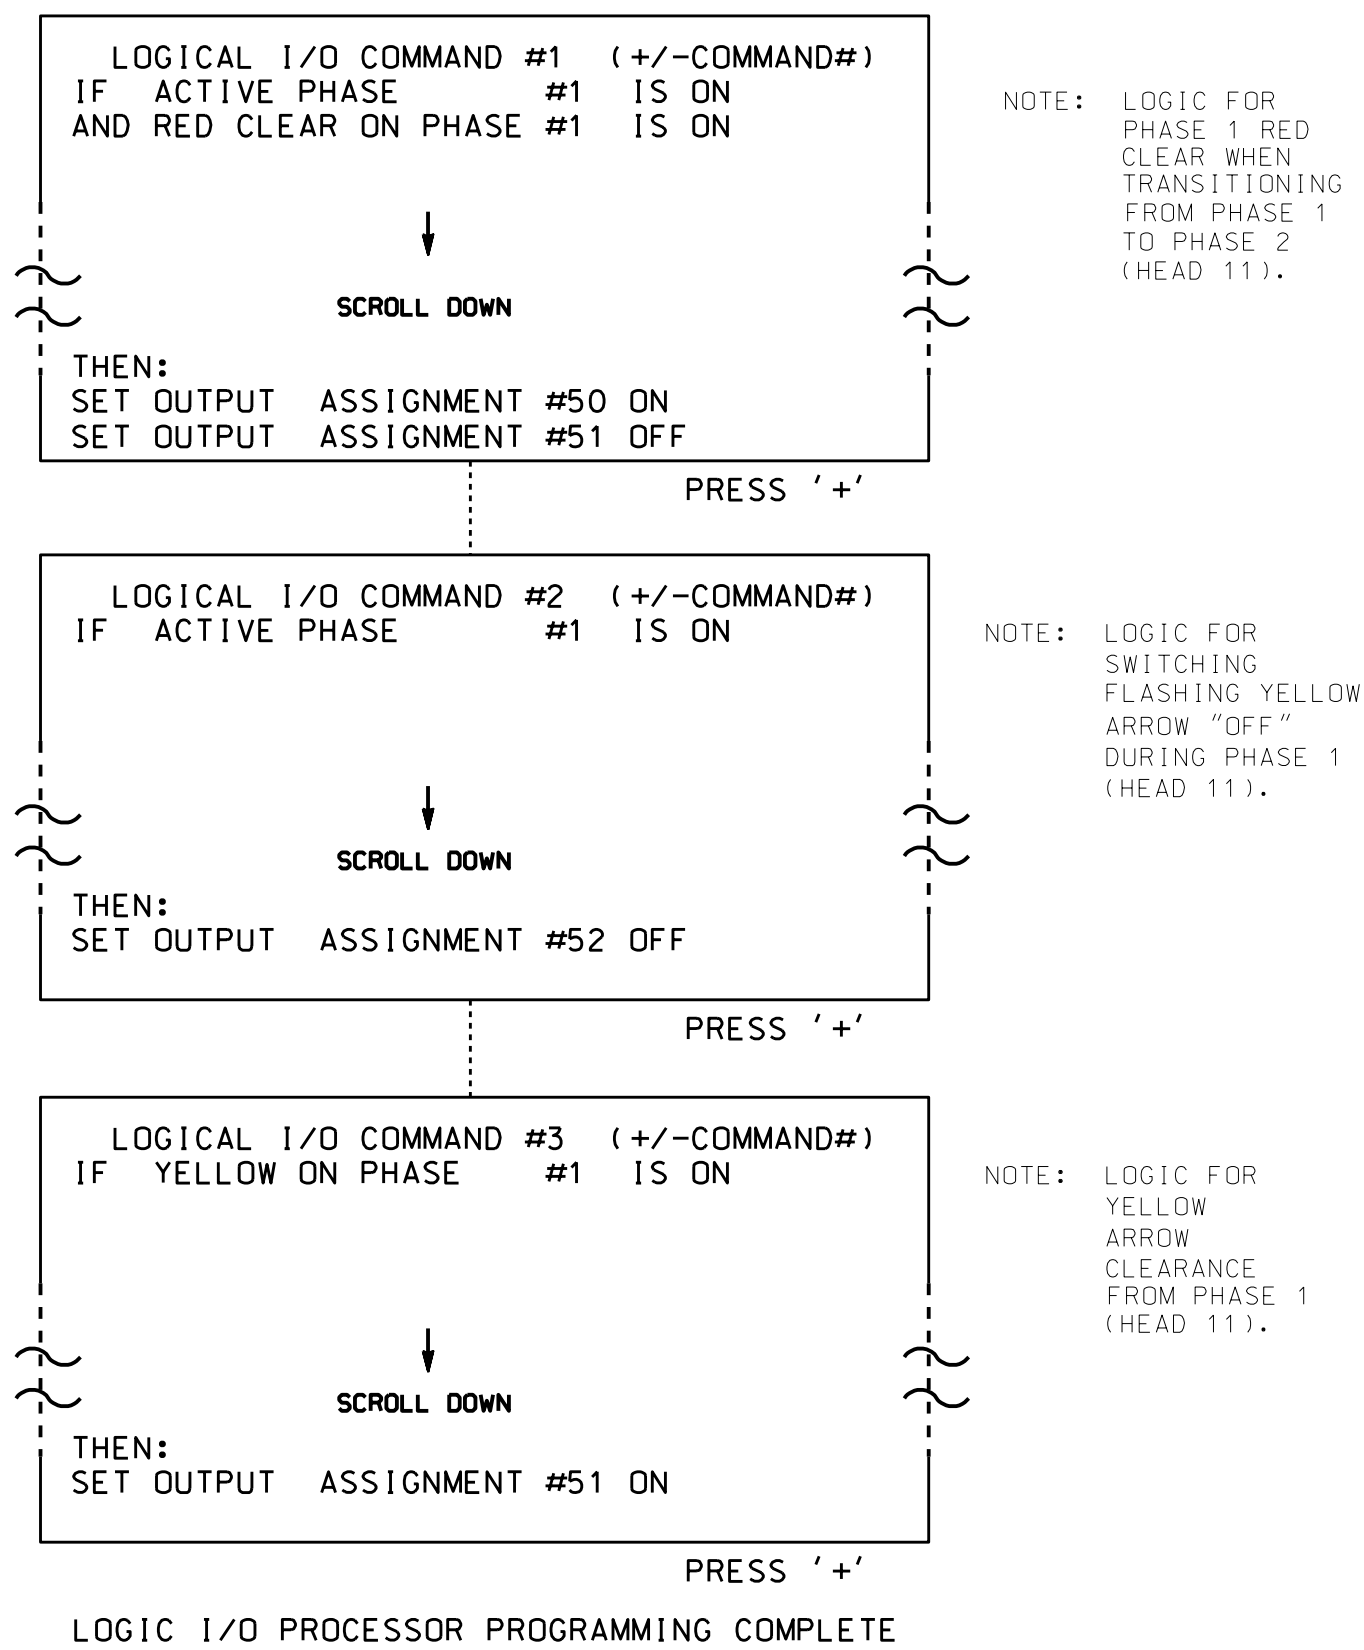 LOGICAL I/O COMMAND #1 (+/-COMMAND#)
IF ACTIVE PHASE #1 IS ON
AND RED CLEAR ON PHASE #1 IS ON
SCROLL DOWN
THEN:
SET OUTPUT ASSIGNMENT #50 ON
SET OUTPUT ASSIGNMENT #51 OFF
PRESS '+'
NOTE: LOGIC FOR
PHASE 1 RED
CLEAR WHEN
TRANSITIONING
FROM PHASE 1
TO PHASE 2
(HEAD 11).
LOGICAL I/O COMMAND #2 (+/-COMMAND#)
IF ACTIVE PHASE #1 IS ON
SCROLL DOWN
THEN:
SET OUTPUT ASSIGNMENT #52 OFF
PRESS '+'
NOTE: LOGIC FOR
SWITCHING
FLASHING YELLOW
ARROW "OFF"
DURING PHASE 1
(HEAD 11).
LOGICAL I/O COMMAND #3 (+/-COMMAND#)
IF YELLOW ON PHASE #1 IS ON
SCROLL DOWN
THEN:
SET OUTPUT ASSIGNMENT #51 ON
PRESS '+'
NOTE: LOGIC FOR
YELLOW
ARROW
CLEARANCE
FROM PHASE 1
(HEAD 11).
LOGIC I/O PROCESSOR PROGRAMMING COMPLETE